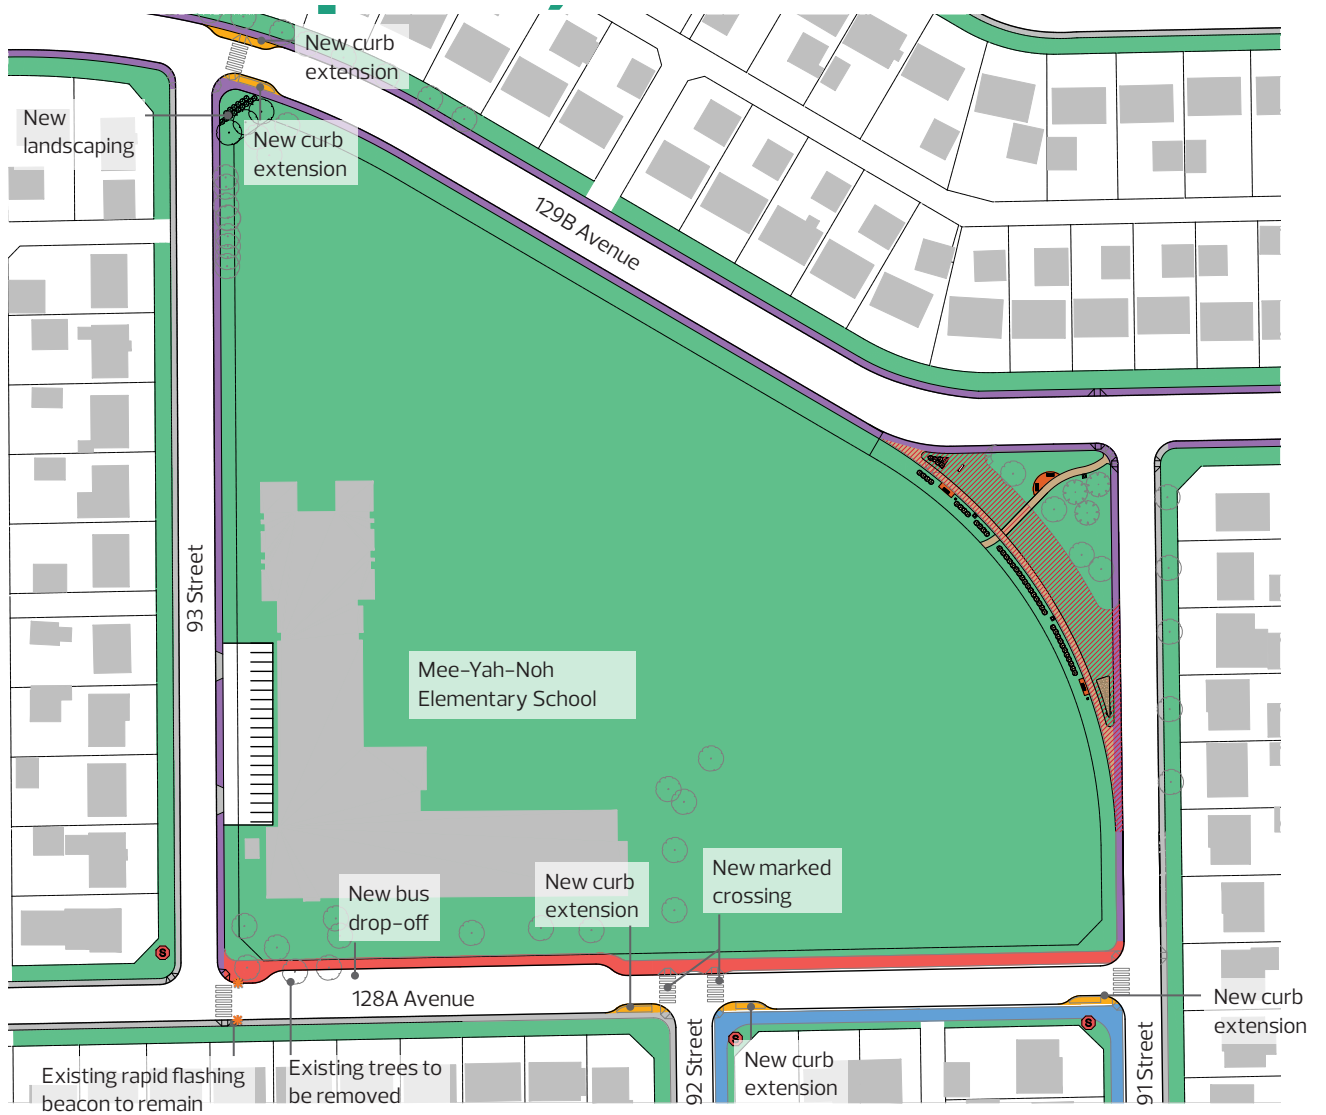 New curb
extension
New
landscaping
New curb
extension
129B Avenue
93 Street
Mee-Yah-Noh
Elementary School
New marked
crossing
New curb
extension
New bus
drop-off
S
128A Avenue
New curb
extension
S
S
92 Street
91 Street
New curb
extension
Existing trees to
be removed
Existing rapid flashing
beacon to remain